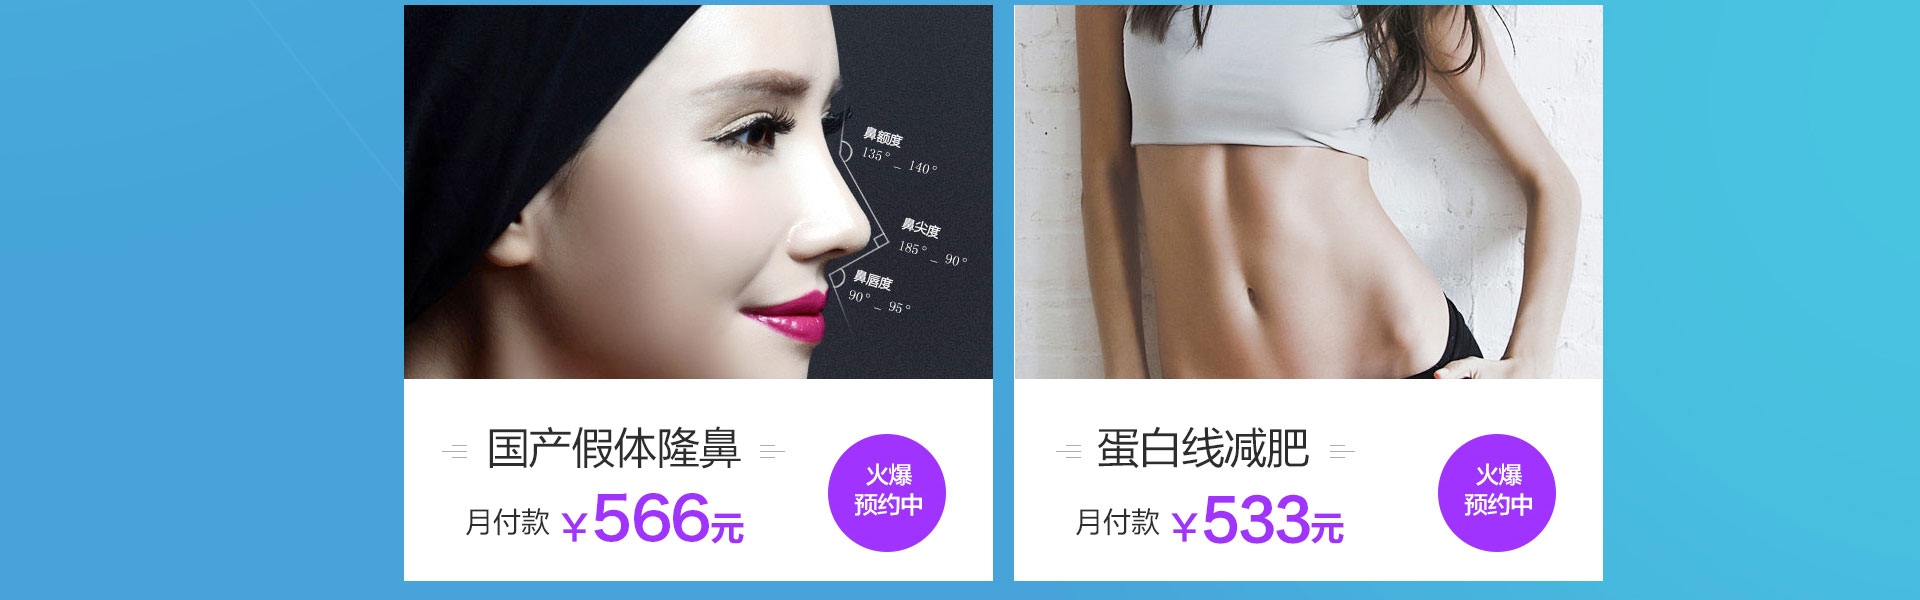 鼻额度
135° – 140°
鼻尖度
185° – 90°
鼻唇度
90° – 95°
国产假体隆鼻
月付款 ¥566元
火爆
预约中
蛋白线减肥
月付款 ¥533元
火爆
预约中